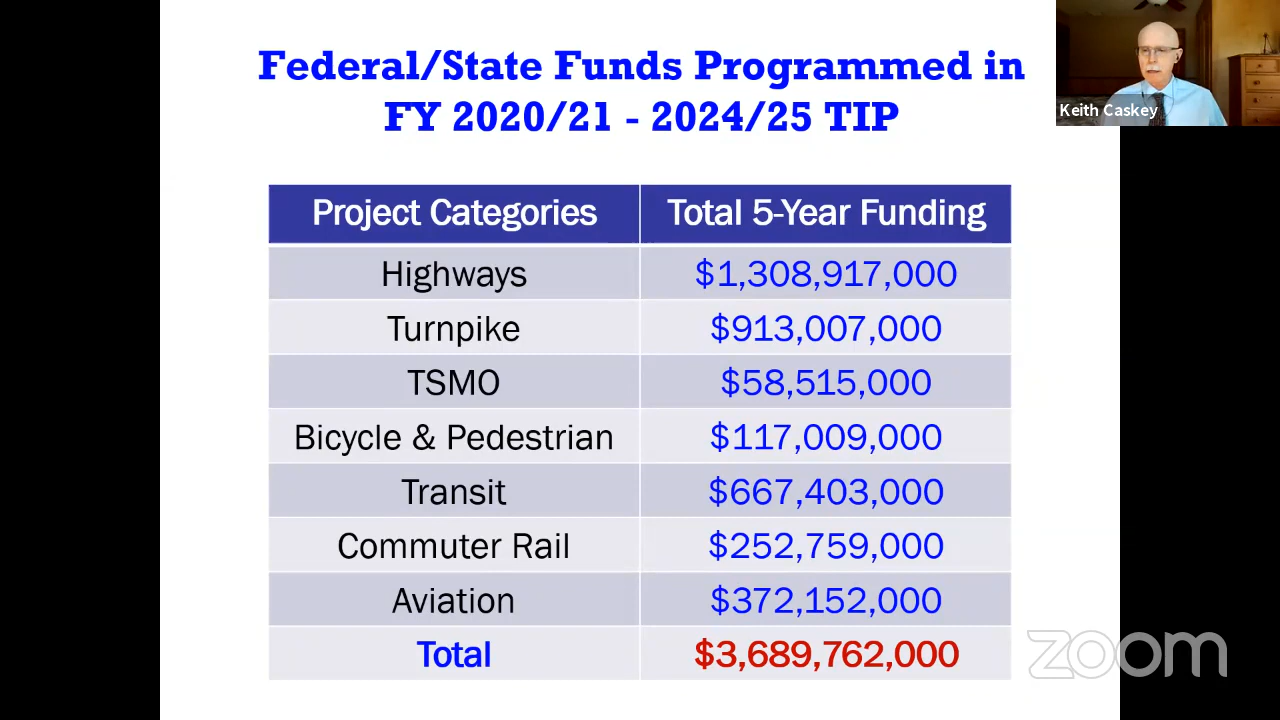 Federal/State Funds Programmed in
FY 2020/21 - 2024/25 TIP
Keith Caskey
Project Categories Total 5-Year Funding
Highways $1,308,917,000
Turnpike $913,007,000
TSMO $58,515,000
Bicycle & Pedestrian $117,009,000
Transit $667,403,000
Commuter Rail $252,759,000
Aviation $372,152,000
Total $3,689,762,000
zoom